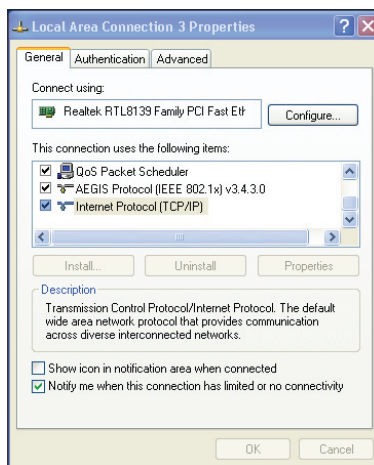 Local Area Connection 3 Properties
General Authentication Advanced
Connect using:
Realtek RTL8139 Family PCI Fast Eth
Configure...
This connection uses the following items:
QoS Packet Scheduler
AEGIS Protocol (IEEE 802.1x) v3.4.3.0
Internet Protocol (TCP/IP)
Install... Uninstall Properties
Description
Transmission Control Protocol/Internet Protocol. The default
wide area network protocol that provides communication
across diverse interconnected networks.
Show icon in notification area when connected
Notify me when this connection has limited or no connectivity
OK Cancel